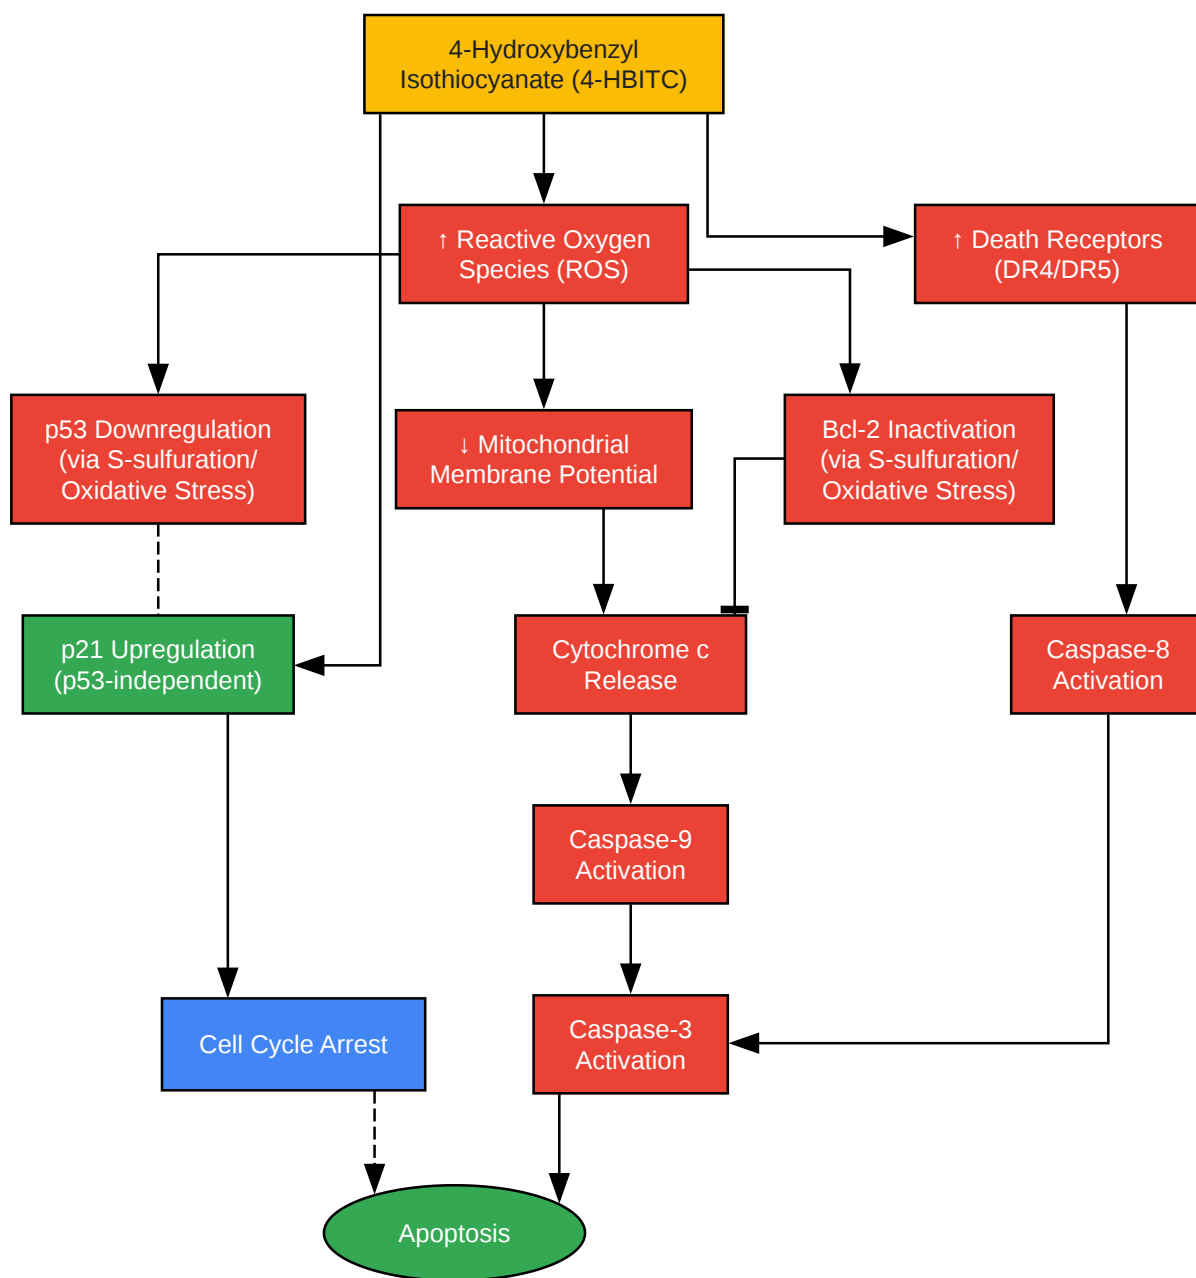 4-Hydroxybenzyl
Isothiocyanate (4-HBITC)
↑ Reactive Oxygen
Species (ROS)
↑ Death Receptors
(DR4/DR5)
p53 Downregulation
(via S-sulfuration/
Oxidative Stress)
↓ Mitochondrial
Membrane Potential
Bcl-2 Inactivation
(via S-sulfuration/
Oxidative Stress)
p21 Upregulation
(p53-independent)
Cytochrome c
Release
Caspase-8
Activation
Caspase-9
Activation
Cell Cycle Arrest
Caspase-3
Activation
Apoptosis